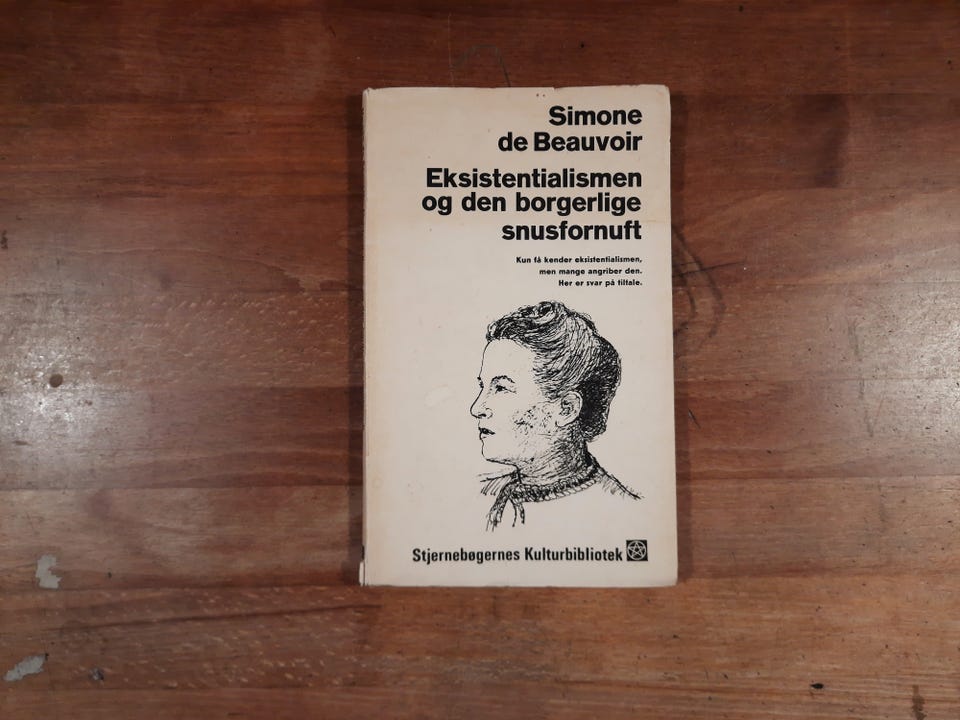 Simone
de Beauvoir
Eksistentialismen
og den borgerlige
snusfornuft
Kun få kender eksistentialismen,
men mange angriber den.
Her er svar på tiltale.
Stjernebøgernes Kulturbibliotek